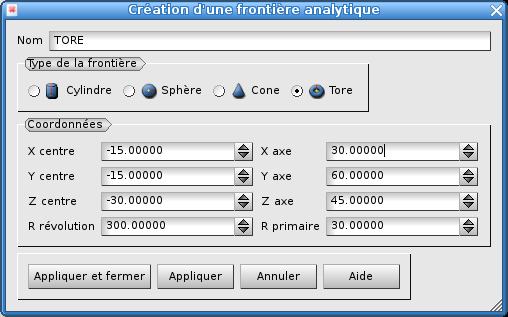 Création d'une frontière analytique
Nom TORE
Type de la frontière
Cylindre Sphère Cone Tore
Coordonnées
X centre -15.00000 X axe 30.00000
Y centre -15.00000 Y axe 60.00000
Z centre -30.00000 Z axe 45.00000
R révolution 300.00000 R primaire 30.00000
Appliquer et fermer Appliquer Annuler Aide